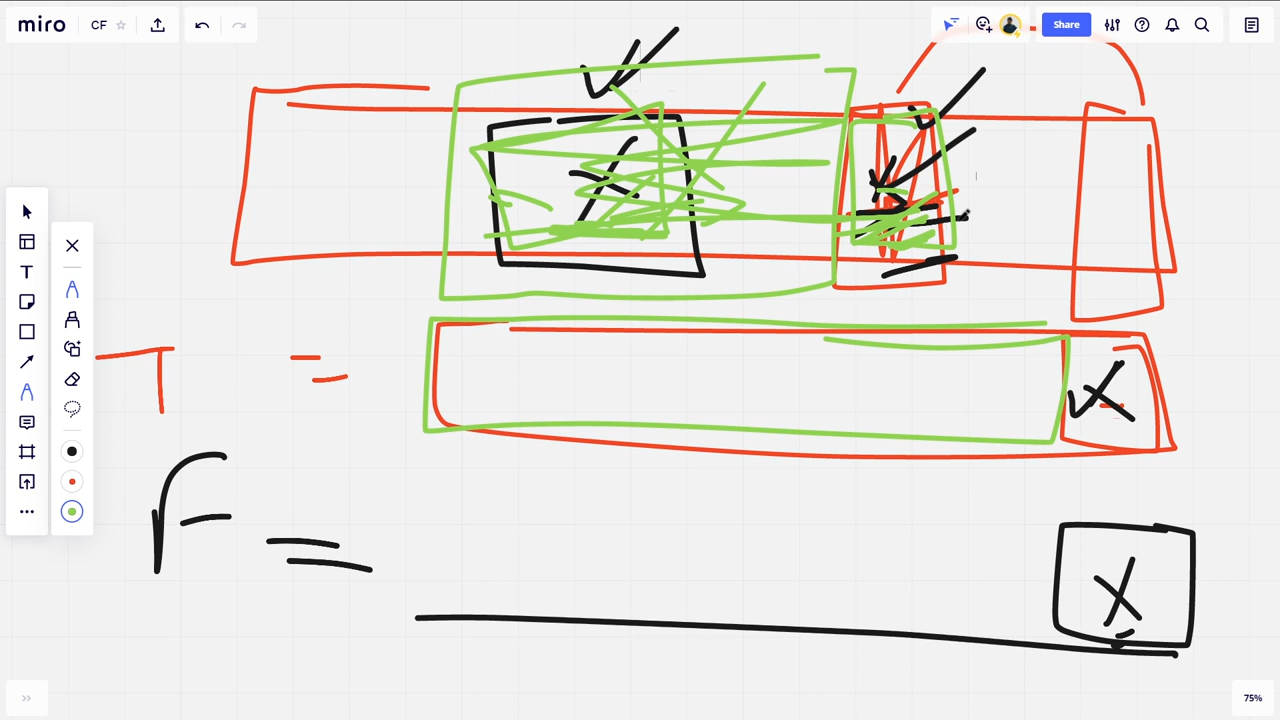 miro CF Share
X
T =
X
F =
X
75%